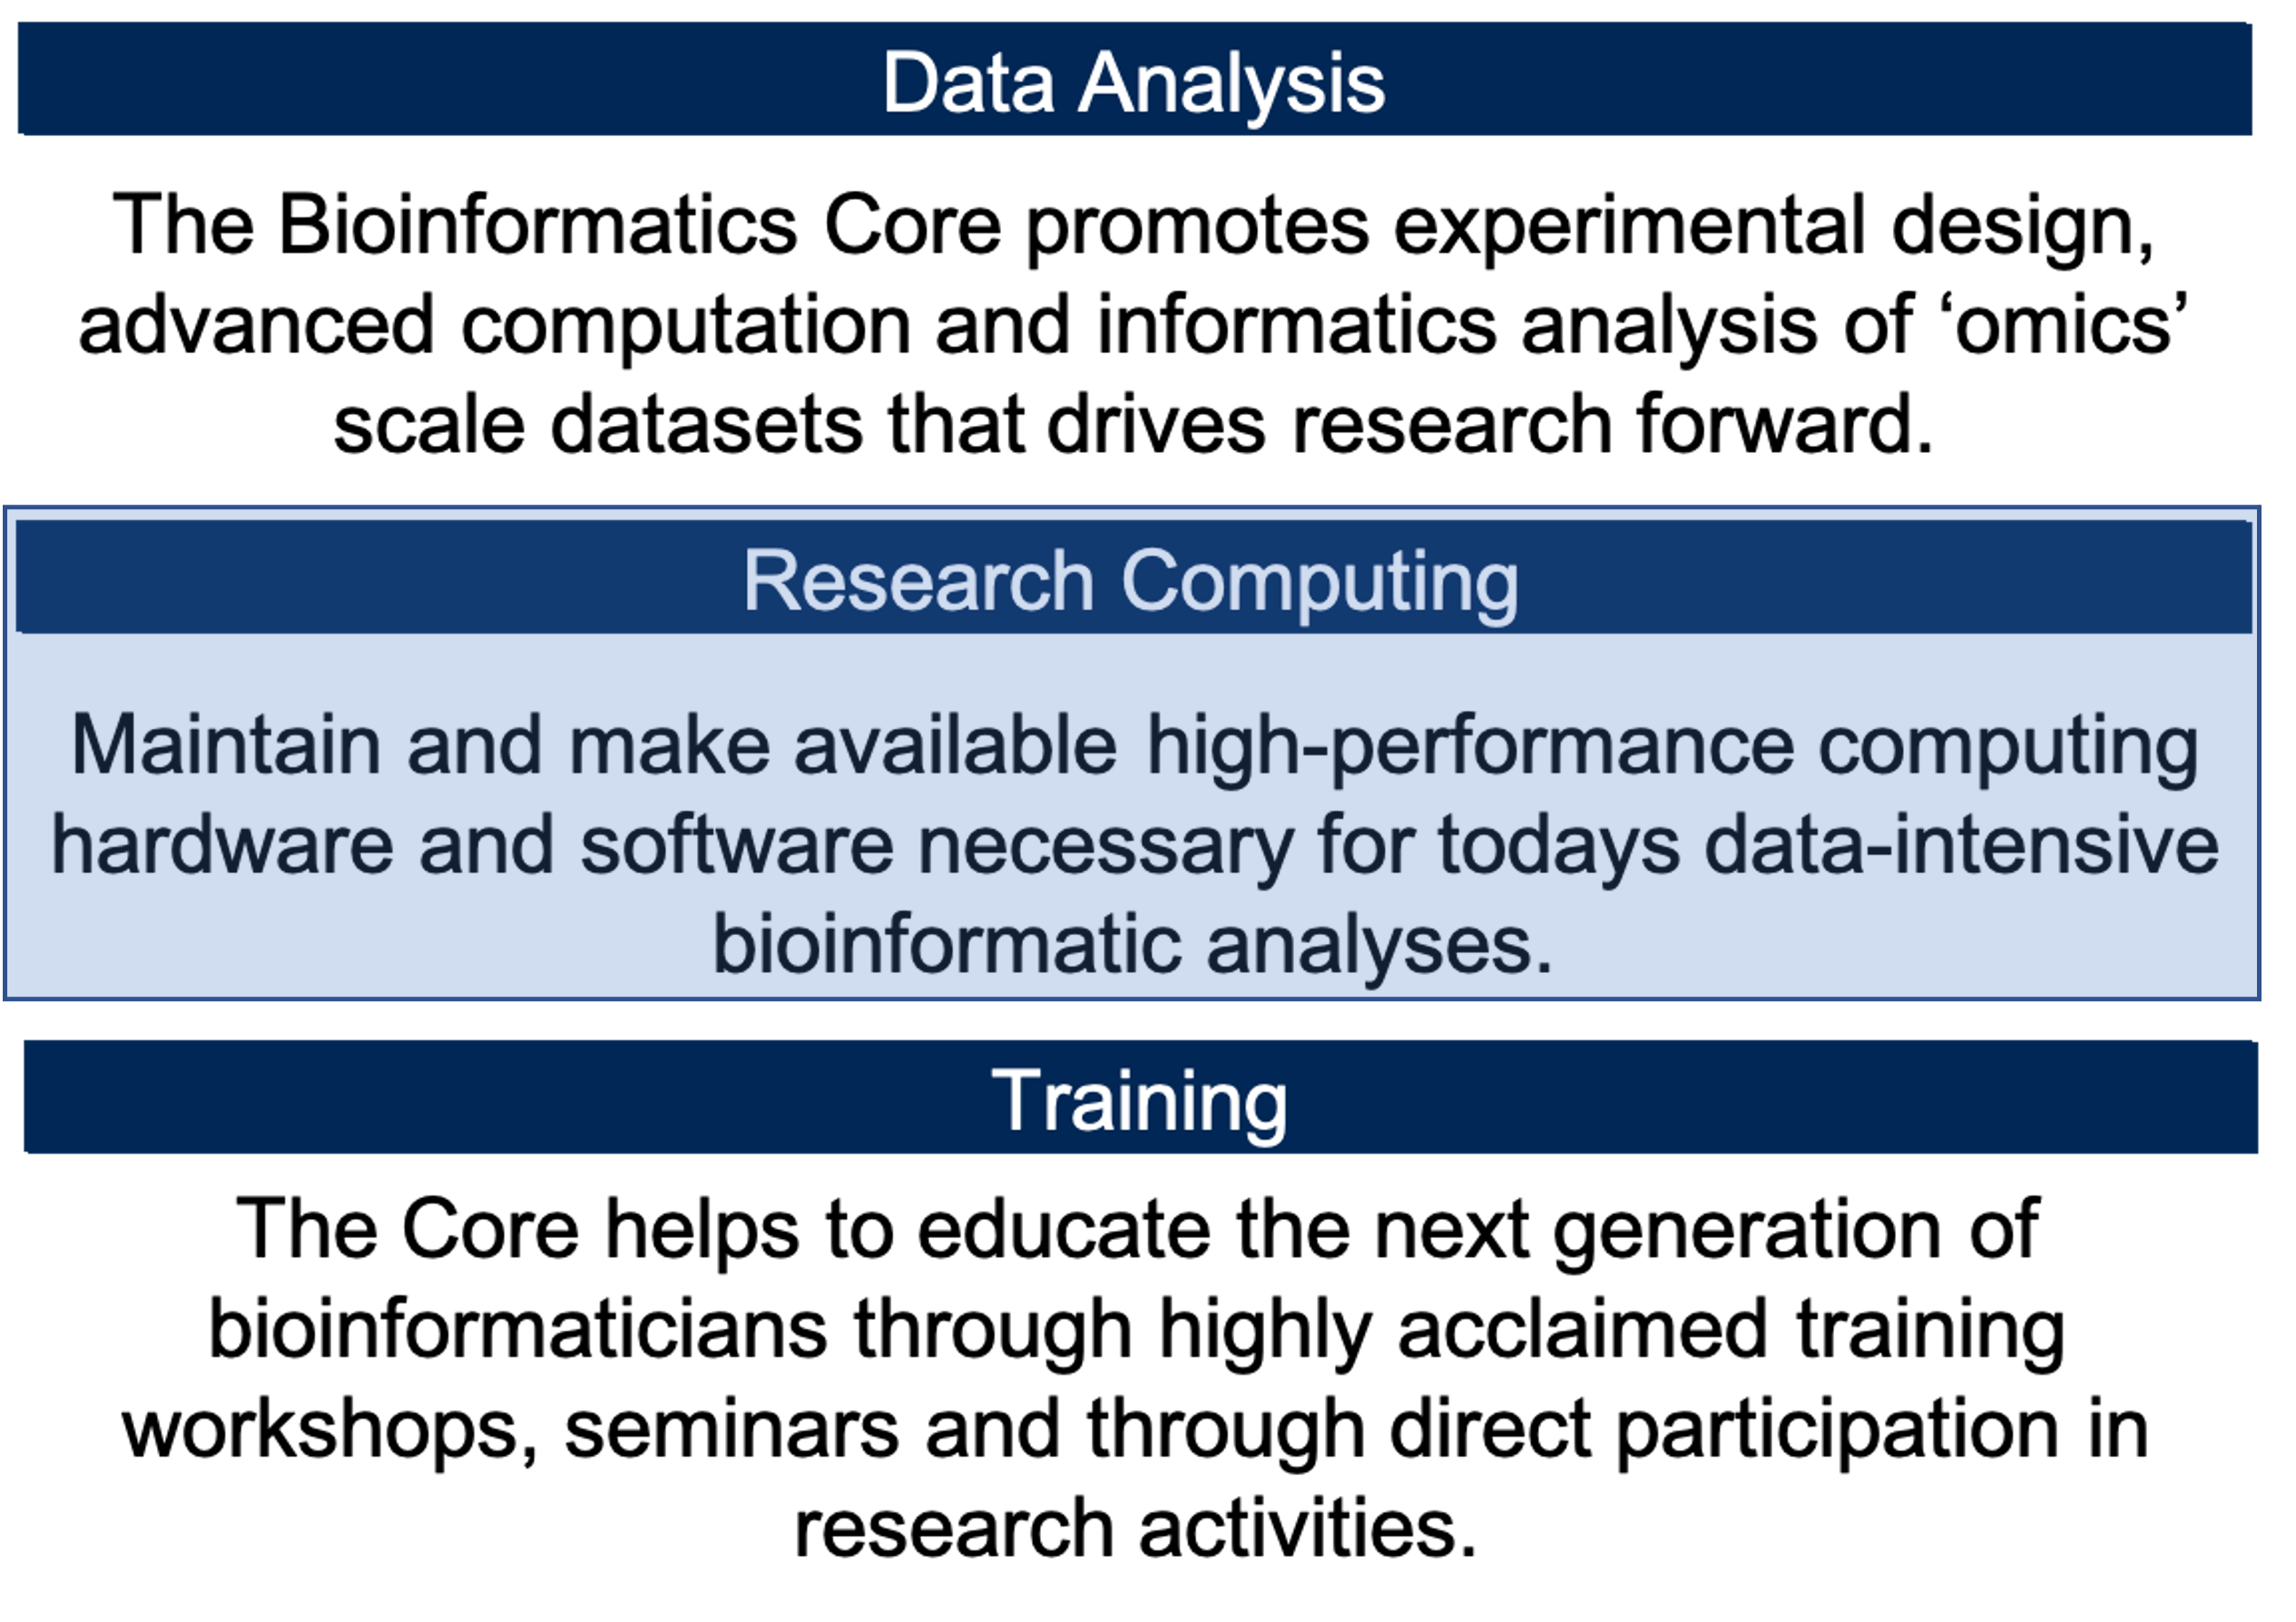 Data Analysis
The Bioinformatics Core promotes experimental design,
advanced computation and informatics analysis of ‘omics’
scale datasets that drives research forward.
Research Computing
Maintain and make available high-performance computing
hardware and software necessary for todays data-intensive
bioinformatic analyses.
Training
The Core helps to educate the next generation of
bioinformaticians through highly acclaimed training
workshops, seminars and through direct participation in
research activities.